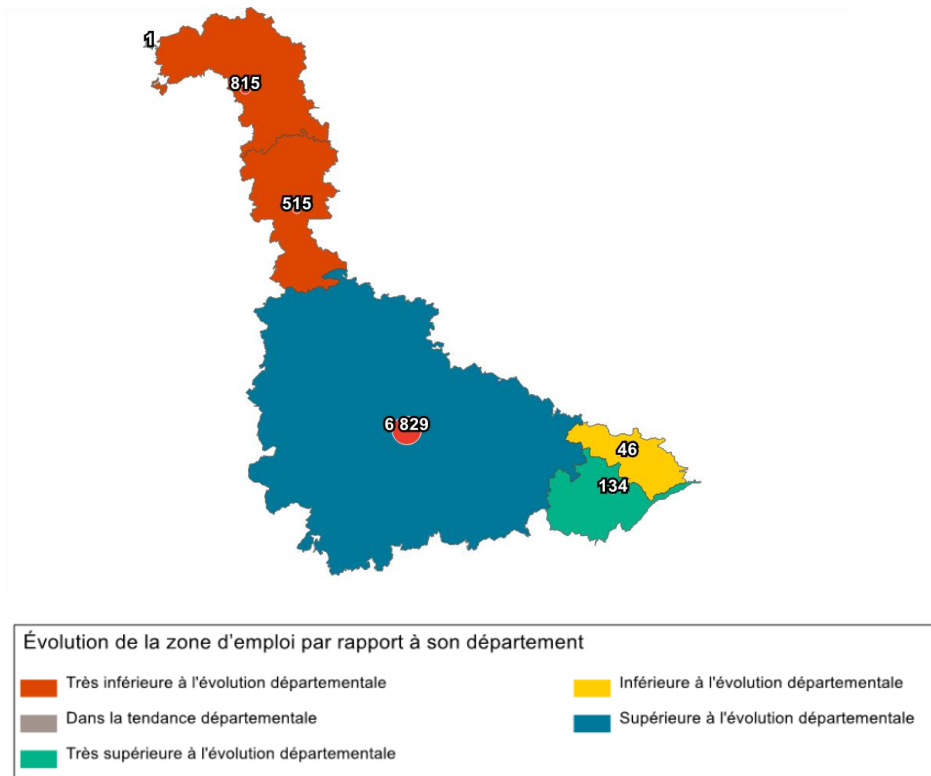 1
815
515
6 829
46
134
Évolution de la zone d'emploi par rapport à son département
Très inférieure à l'évolution départementale
Inférieure à l'évolution départementale
Dans la tendance départementale
Supérieure à l'évolution départementale
Très supérieure à l'évolution départementale